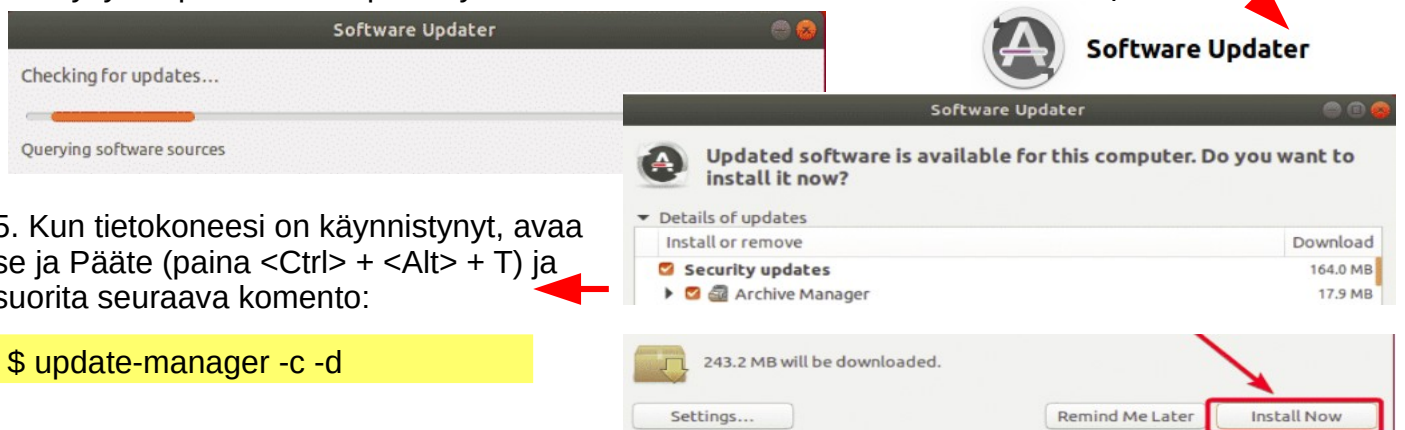 Software Updater
Checking for updates...
Querying software sources
Software Updater
Software Updater
Updated software is available for this computer. Do you want to
install it now?
Details of updates
Install or remove Download
Security updates 164.0 MB
Archive Manager 17.9 MB
243.2 MB will be downloaded.
Settings... Remind Me Later Install Now
5. Kun tietokoneesi on käynnistynyt, avaa
se ja Pääte (paina <Ctrl> + <Alt> + T) ja
suorita seuraava komento:
$ update-manager -c -d